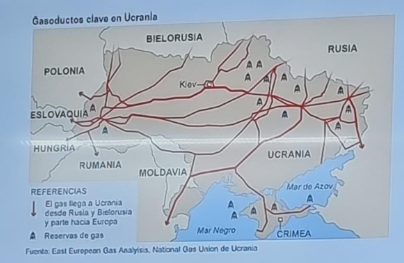 Gasoductos clave en Ucrania
BIELORUSIA
RUSIA
POLONIA
Kiev
ESLOVAQUIA
HUNGRIA
RUMANIA
MOLDAVIA
UCRANIA
REFERENCIAS
El gas llega a Ucrania
desde Rusia y Bielorusia
y parte hacia Europa
Reservas de gas
Mar de Azov
Mar Negro
CRIMEA
Fuente: East European Gas Analyisis, National Gas Union de Ucrania